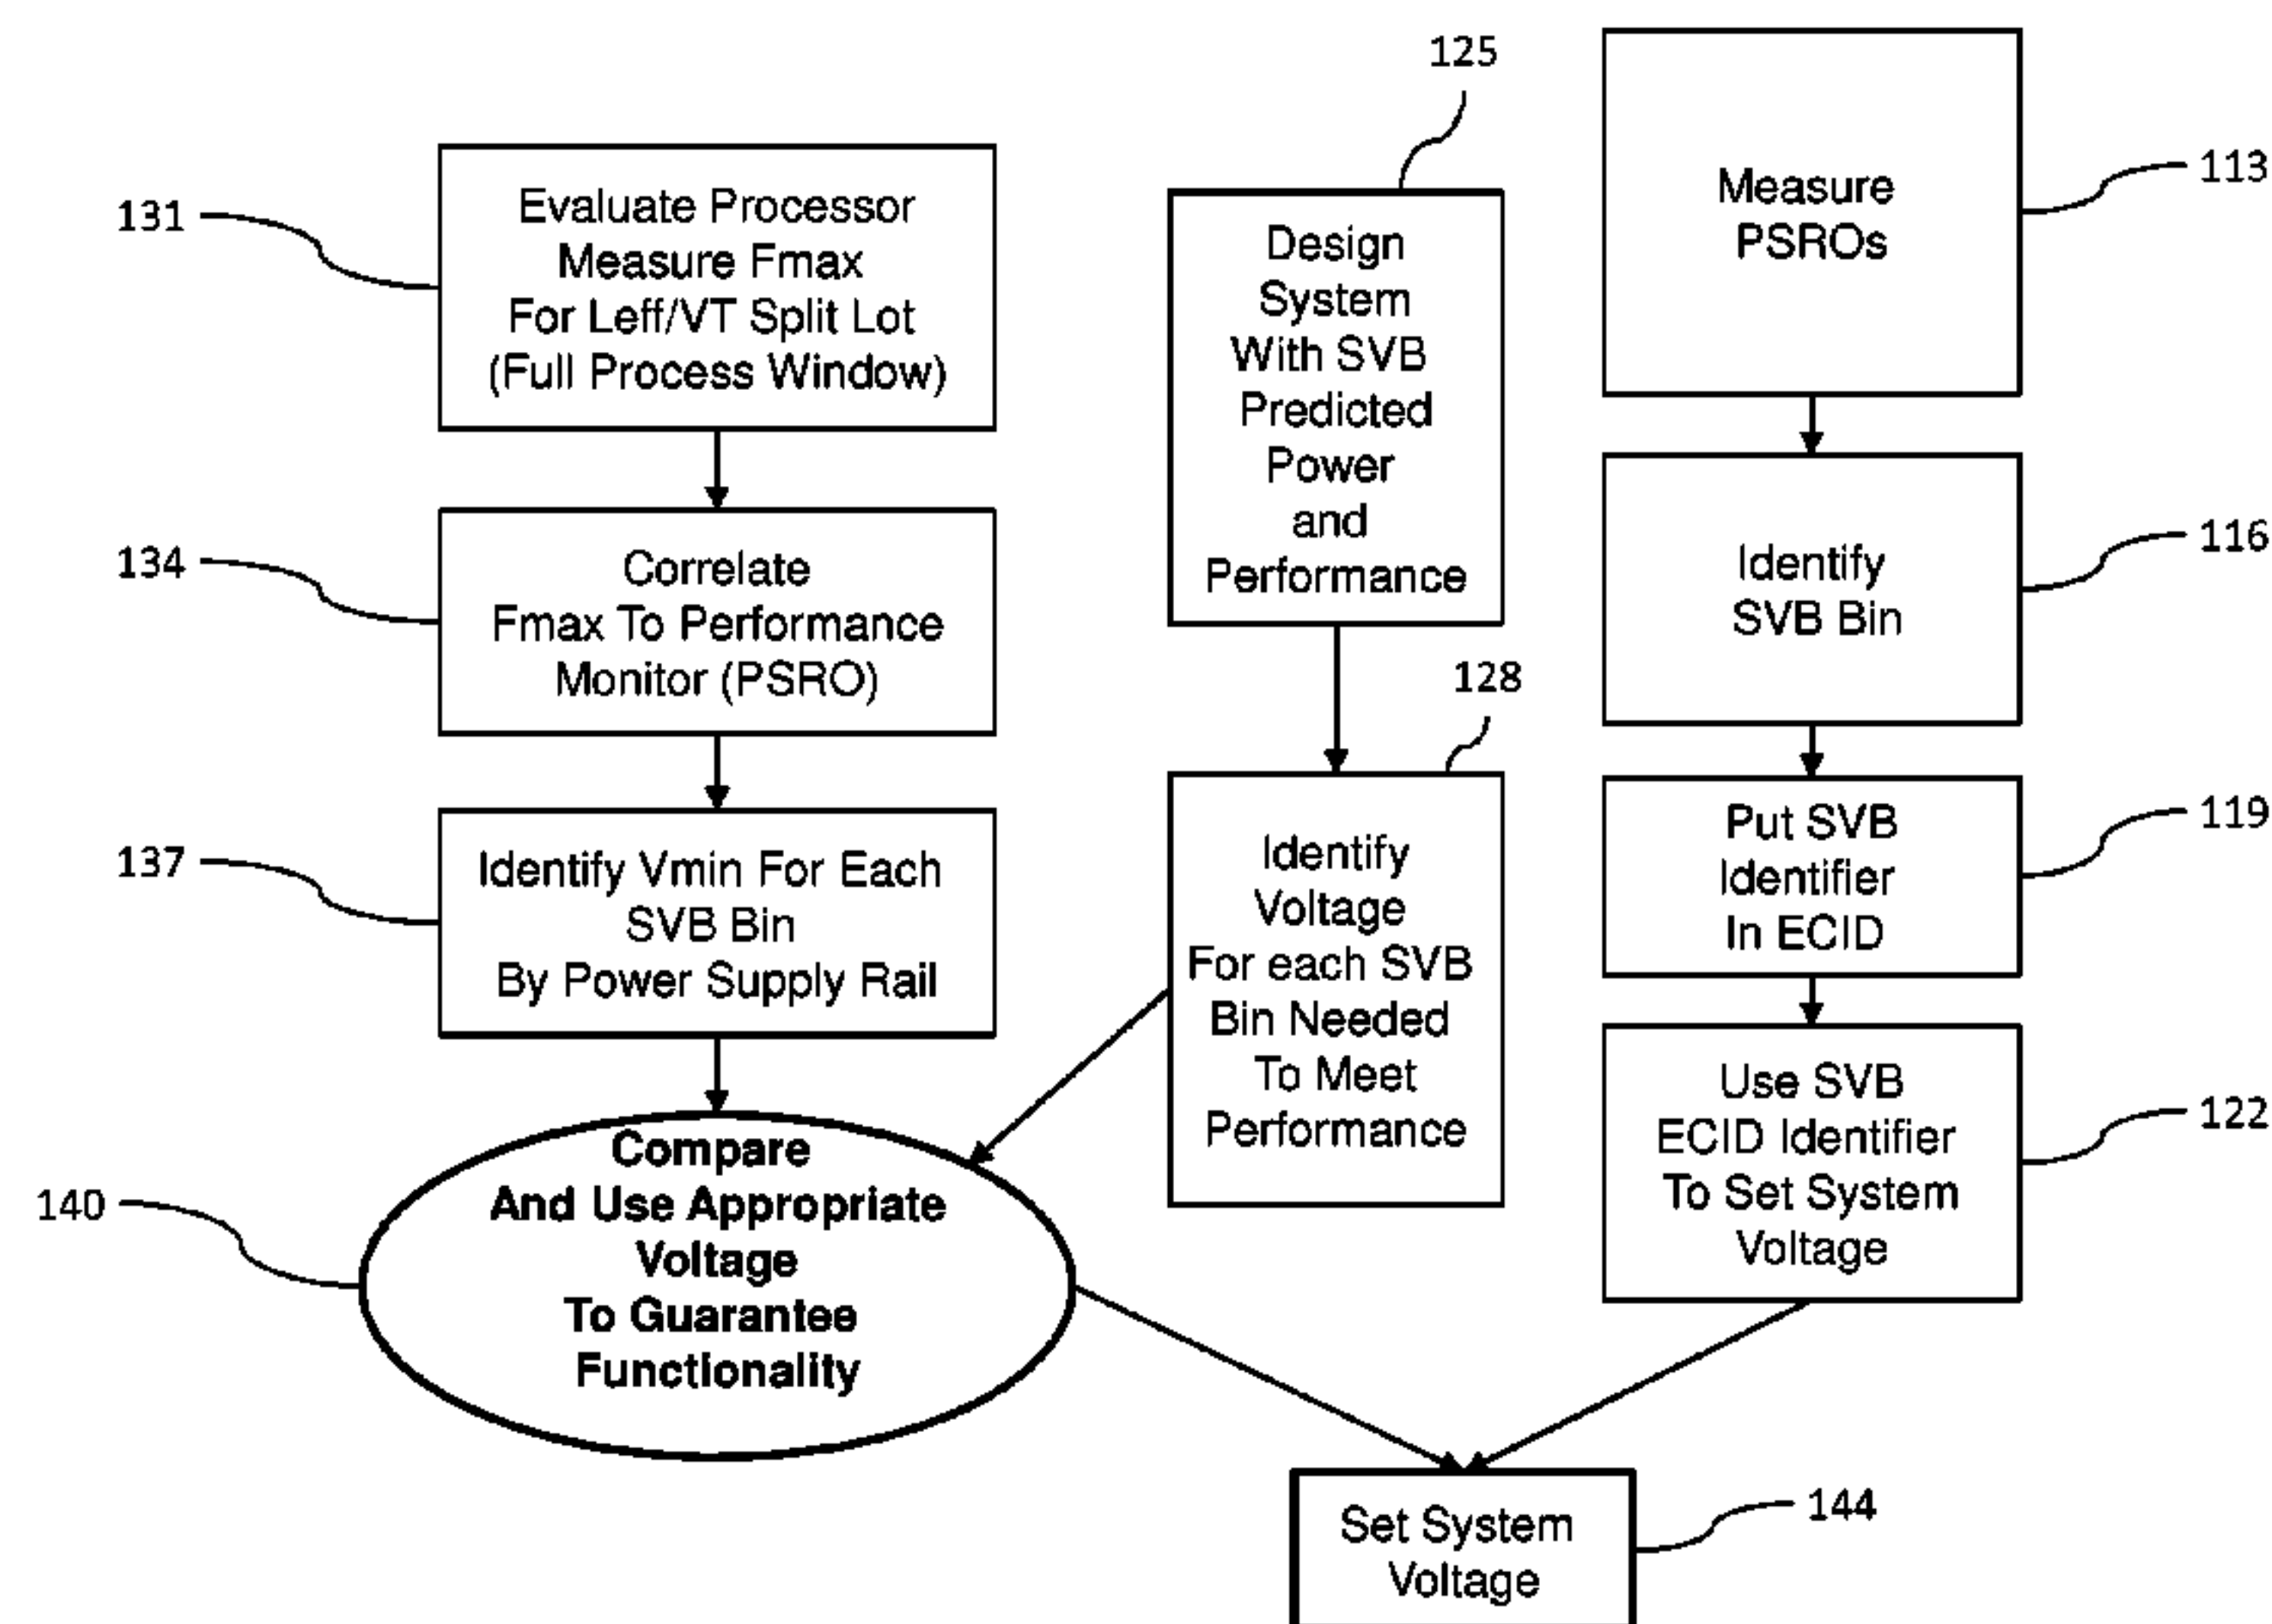 131
Evaluate Processor
Measure Fmax
For Leff/VT Split Lot
(Full Process Window)
134
Correlate
Fmax To Performance
Monitor (PSRO)
137
Identify Vmin For Each
SVB Bin
By Power Supply Rail
140
Compare
And Use Appropriate
Voltage
To Guarantee
Functionality
125
Design
System
With SVB
Predicted
Power
and
Performance
128
Identify
Voltage
For each SVB
Bin Needed
To Meet
Performance
Measure
PSROs
113
Identify
SVB Bin
116
Put SVB
Identifier
In ECID
119
Use SVB
ECID Identifier
To Set System
Voltage
122
Set System
Voltage
144